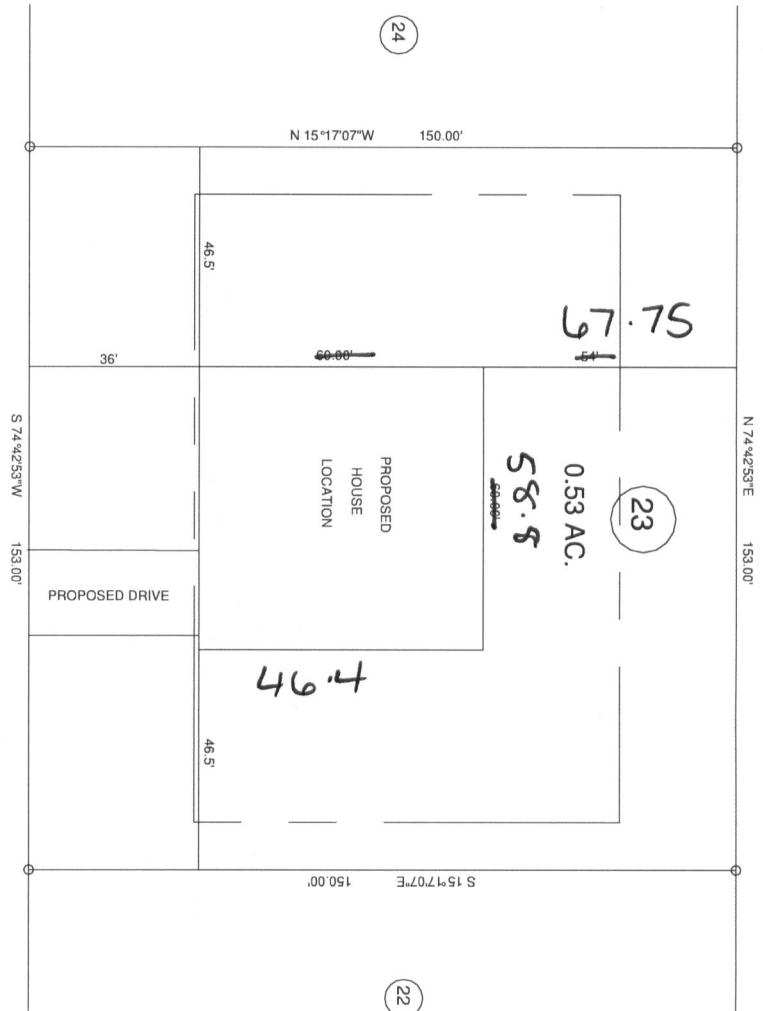 24
N 15°17'07"W 150.00'
46.5'
67.75
36'
60.00'
54'
S 74°42'53"W 153.00'
N 74°42'53"E 153.00'
PROPOSED
HOUSE
LOCATION
60.00'
58.8
0.53 AC.
23
PROPOSED DRIVE
46.4
46.5'
S 15°17'07"E 150.00'
22